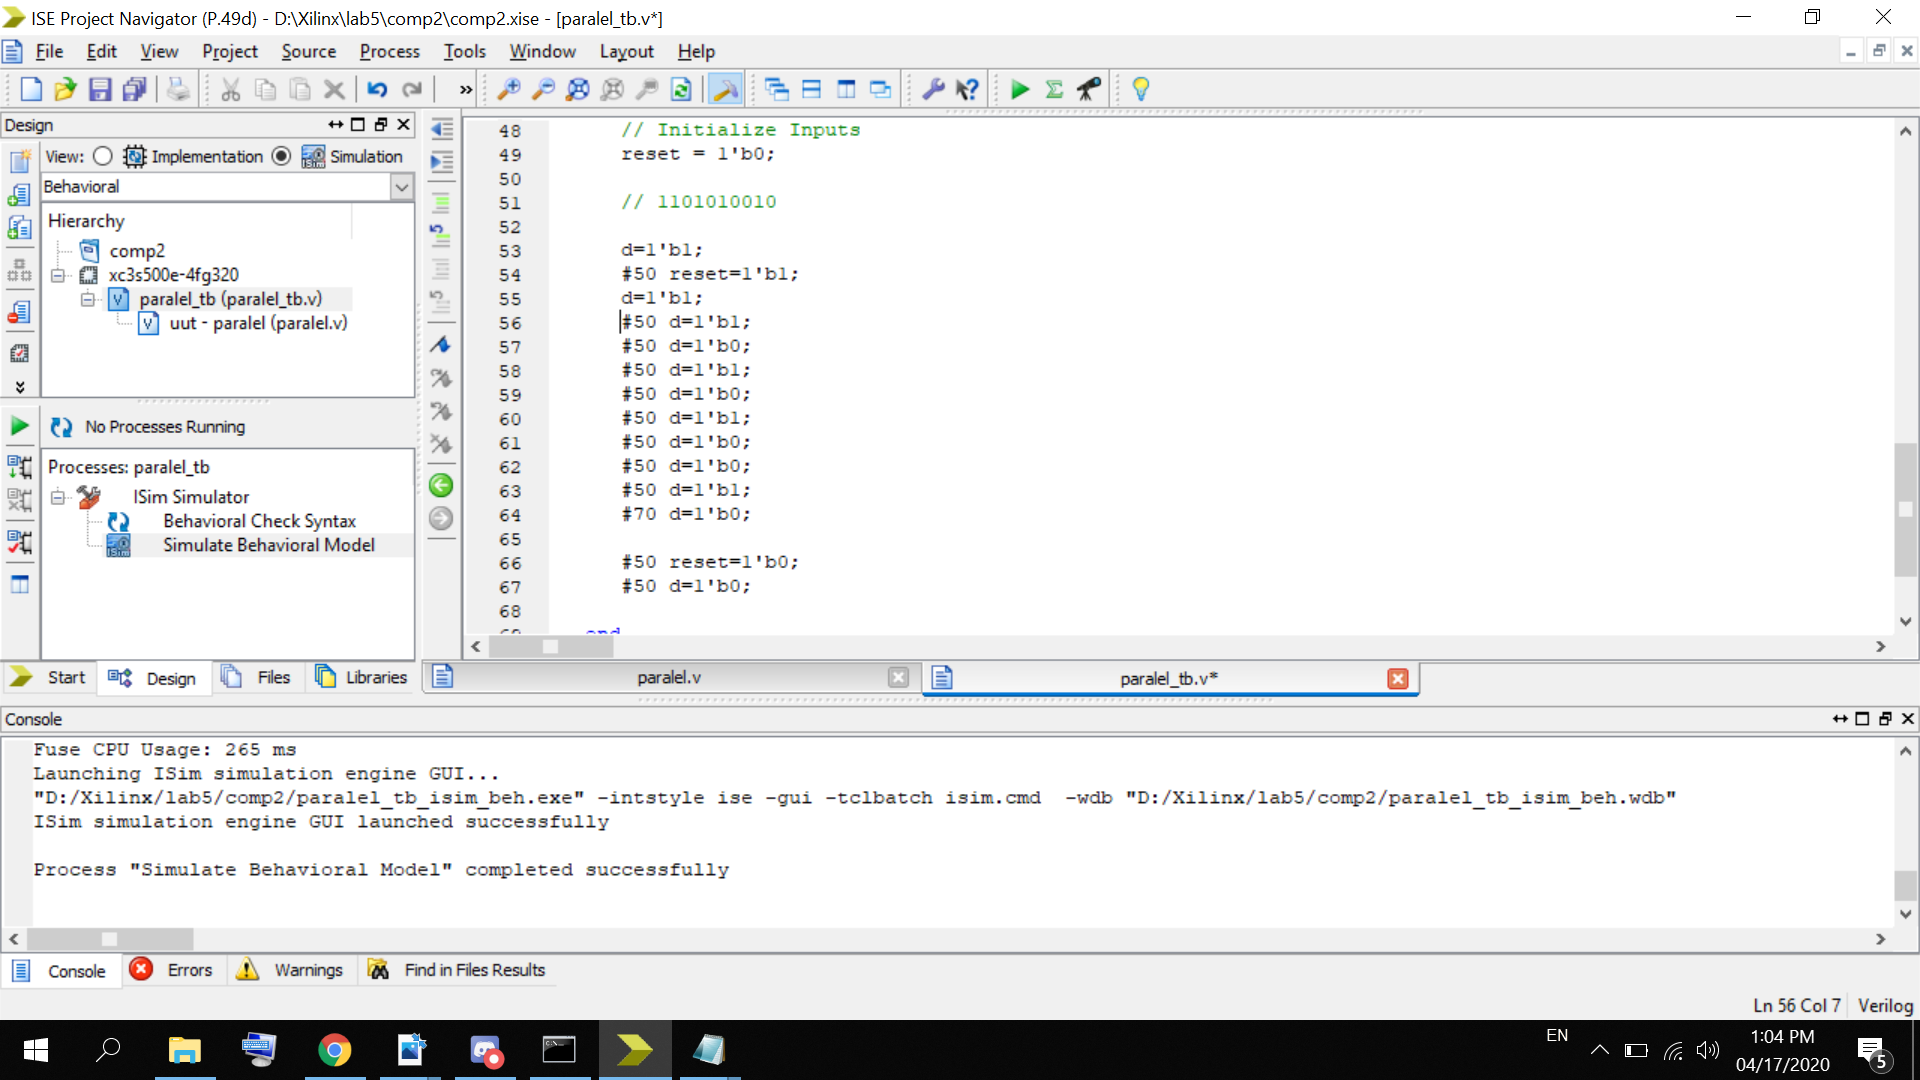 ISE Project Navigator (P.49d) - D:\Xilinx\lab5\comp2\comp2.xise - [paralel_tb.v*]
File Edit View Project Source Process Tools Window Layout Help
Design
View: Implementation Simulation
Behavioral
Hierarchy
comp2
xc3s500e-4fg320
paralel_tb (paralel_tb.v)
uut - paralel (paralel.v)
No Processes Running
Processes: paralel_tb
ISim Simulator
Behavioral Check Syntax
Simulate Behavioral Model
Start Design Files Libraries
48 // Initialize Inputs
49 reset = 1'b0;
50
51 // 1101010010
52
53 d=1'b1;
54 #50 reset=1'b1;
55 d=1'b1;
56 #50 d=1'b1;
57 #50 d=1'b0;
58 #50 d=1'b1;
59 #50 d=1'b0;
60 #50 d=1'b1;
61 #50 d=1'b0;
62 #50 d=1'b0;
63 #50 d=1'b1;
64 #70 d=1'b0;
65
66 #50 reset=1'b0;
67 #50 d=1'b0;
68
69 end
paralel.v paralel_tb.v*
Console
Fuse CPU Usage: 265 ms
Launching ISim simulation engine GUI...
"D:/Xilinx/lab5/comp2/paralel_tb_isim_beh.exe" -intstyle ise -gui -tclbatch isim.cmd -wdb "D:/Xilinx/lab5/comp2/paralel_tb_isim_beh.wdb"
ISim simulation engine GUI launched successfully
Process "Simulate Behavioral Model" completed successfully
Console Errors Warnings Find in Files Results
Ln 56 Col 7 Verilog
EN
1:04 PM
04/17/2020
5